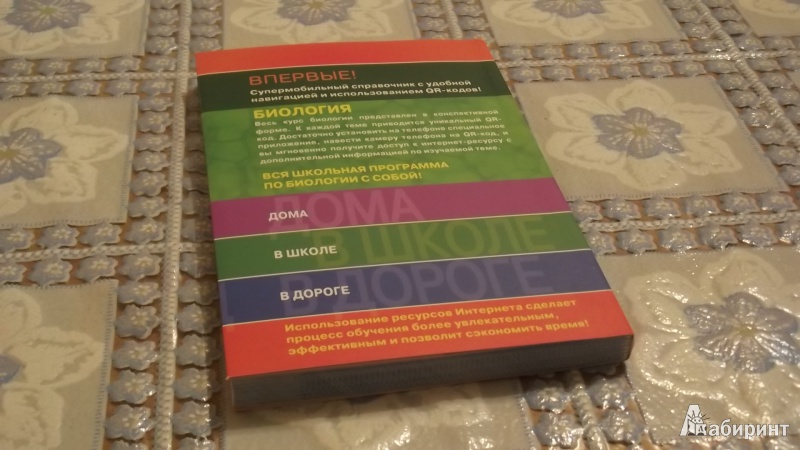 ВПЕРВЫЕ!
Супермобильный справочник с удобной
навигацией и использованием QR-кодов!
БИОЛОГИЯ
Весь курс биологии представлен в конспективной
форме. К каждой теме приводится уникальный QR-
код. Достаточно установить на телефоне специальное
приложение, навести камеру телефона на QR-код, и
вы мгновенно получите доступ к интернет-ресурсу с
дополнительной информацией по изучаемой теме.
ВСЯ ШКОЛЬНАЯ ПРОГРАММА
ПО БИОЛОГИИ С СОБОЙ!
ДОМА
ДОМА
В ШКОЛЕ
В ШКОЛЕ
В ДОРОГЕ
В ДОРОГЕ
Использование ресурсов Интернета сделает
процесс обучения более увлекательным,
эффективным и позволит сэкономить время!
Лабиринт